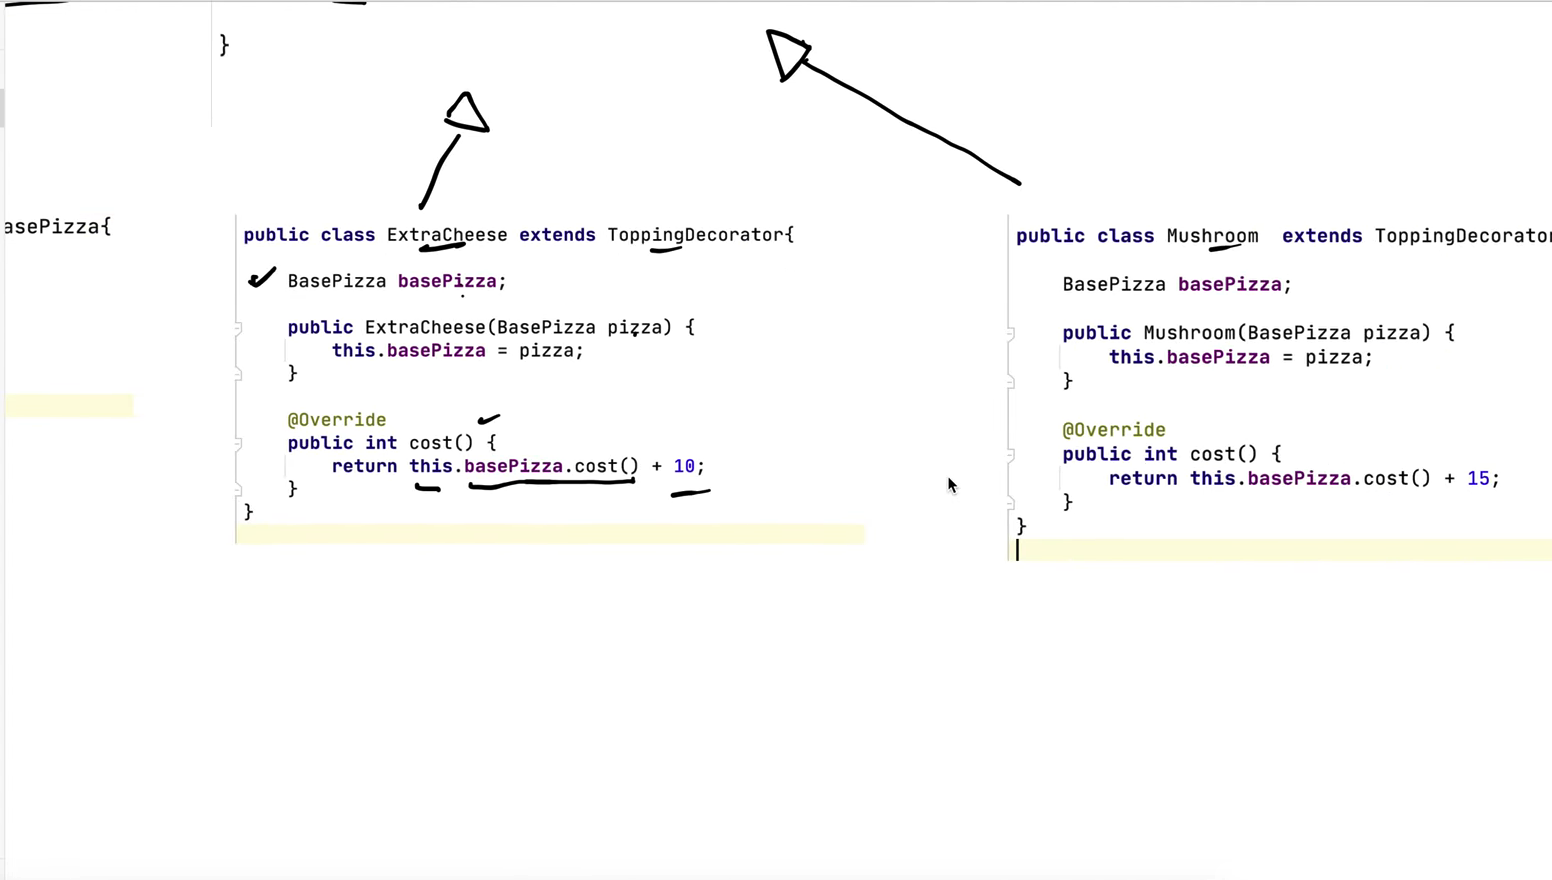 }
asePizza{
public class ExtraCheese extends ToppingDecorator{
BasePizza basePizza;
public ExtraCheese(BasePizza pizza) {
this.basePizza = pizza;
}
@Override
public int cost() {
return this.basePizza.cost() + 10;
}
}
public class Mushroom  extends ToppingDecorator
BasePizza basePizza;
public Mushroom(BasePizza pizza) {
this.basePizza = pizza;
}
@Override
public int cost() {
return this.basePizza.cost() + 15;
}
}